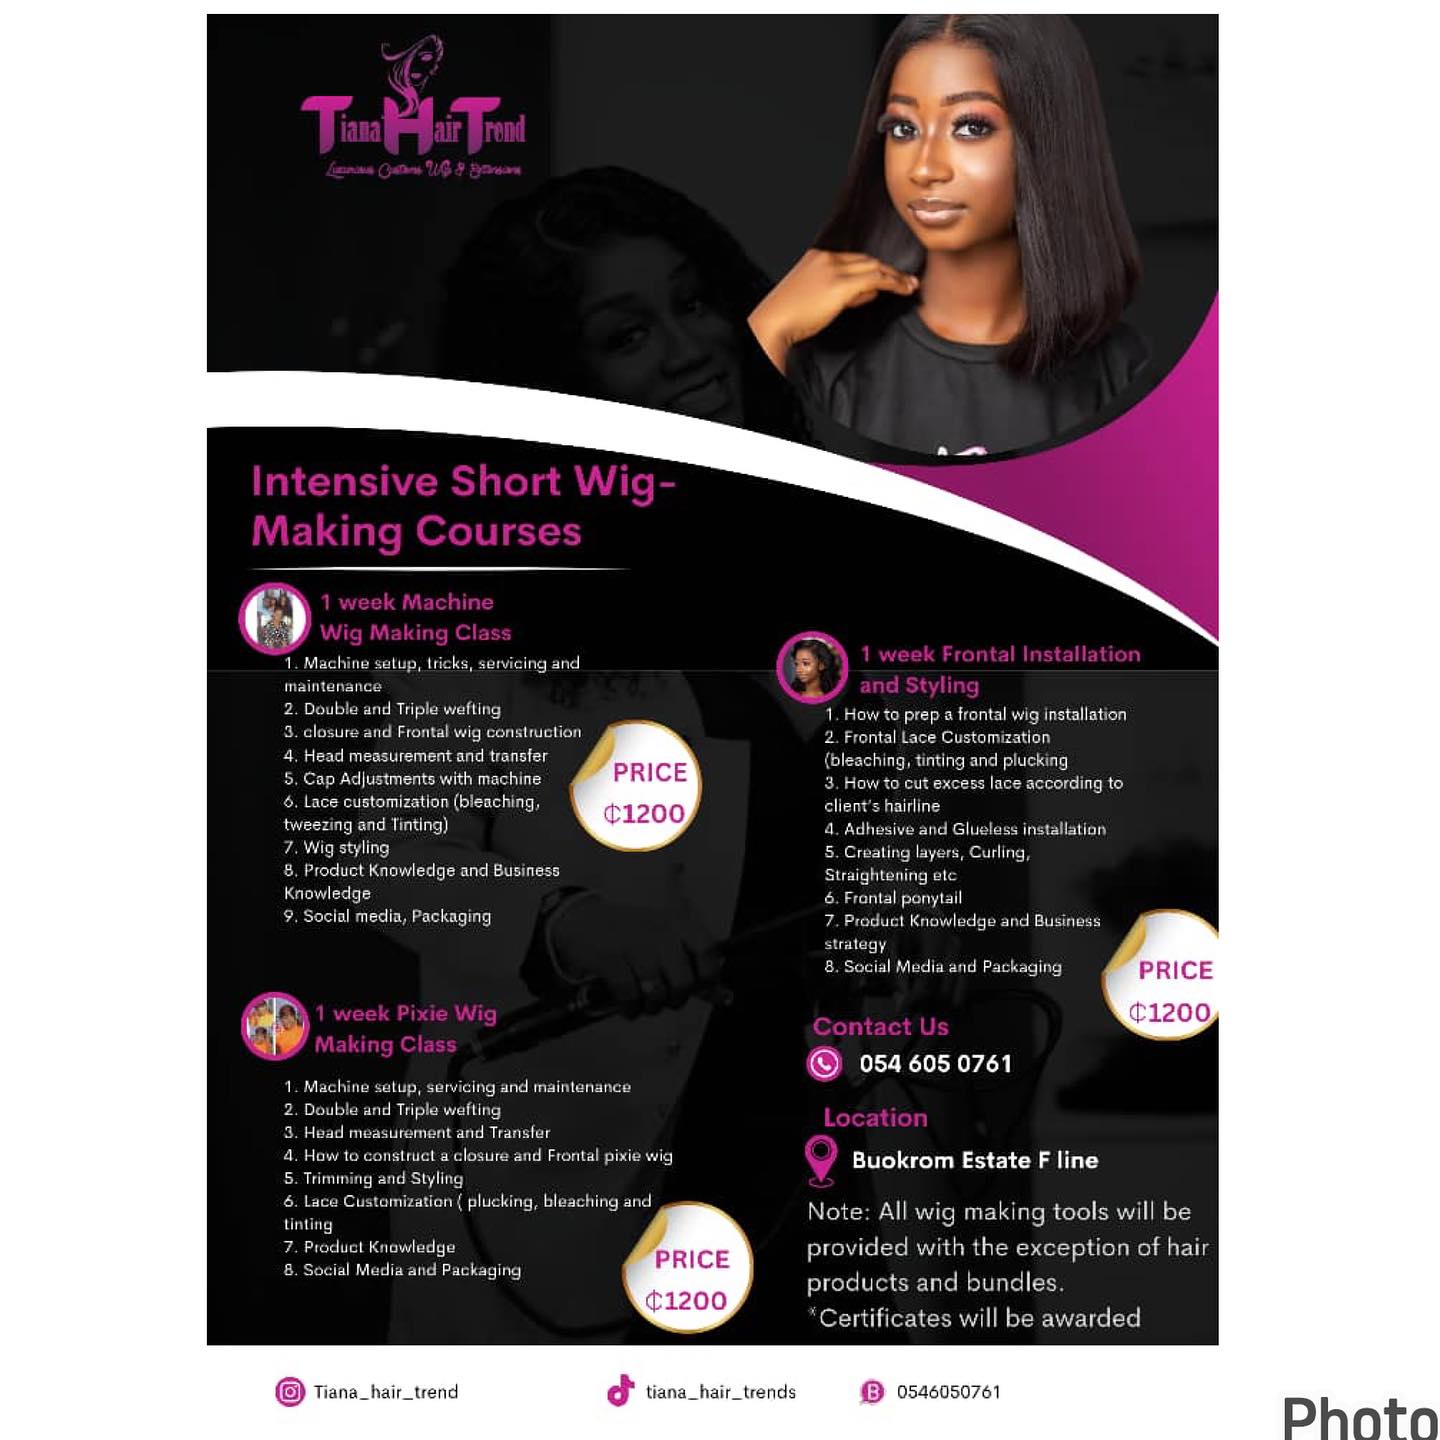 Tiana Hair Trend
Luxurious Customs Wig & Extensions
Intensive Short Wig-
Making Courses
1 week Machine
Wig Making Class
1. Machine setup, tricks, servicing and
maintenance
2. Double and Triple wefting
3. closure and Frontal wig construction
4. Head measurement and transfer
5. Cap Adjustments with machine
6. Lace customization (bleaching,
tweezing and Tinting)
7. Wig styling
8. Product Knowledge and Business
Knowledge
9. Social media, Packaging
PRICE
₵1200
1 week Pixie Wig
Making Class
1. Machine setup, servicing and maintenance
2. Double and Triple wefting
3. Head measurement and Transfer
4. How to construct a closure and Frontal pixie wig
5. Trimming and Styling
6. Lace Customization ( plucking, bleaching and
tinting
7. Product Knowledge
8. Social Media and Packaging
PRICE
₵1200
1 week Frontal Installation
and Styling
1. How to prep a frontal wig installation
2. Frontal Lace Customization
(bleaching, tinting and plucking
3. How to cut excess lace according to
client's hairline
4. Adhesive and Glueless installation
5. Creating layers, Curling,
Straightening etc
6. Frontal ponytail
7. Product Knowledge and Business
strategy
8. Social Media and Packaging
PRICE
₵1200
Contact Us
054 605 0761
Location
Buokrom Estate F line
Note: All wig making tools will be
provided with the exception of hair
products and bundles.
*Certificates will be awarded
Tiana_hair_trend
tiana_hair_trends
0546050761
Photo